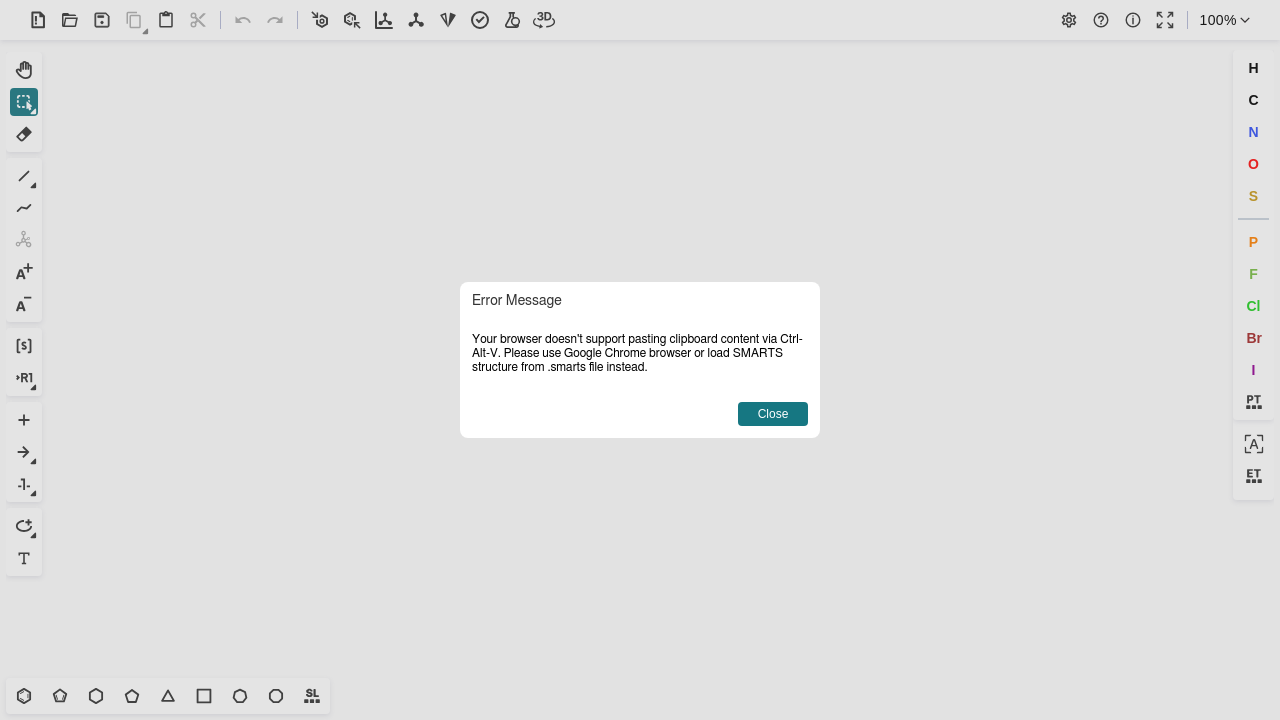 3D
100%
H
C
N
O
S
P
F
Cl
Br
I
PT
A
ET
A+
A−
[s]
R1
-1-
T
SL
Error Message
Your browser doesn't support pasting clipboard content via Ctrl-
Alt-V. Please use Google Chrome browser or load SMARTS
structure from .smarts file instead.
Close